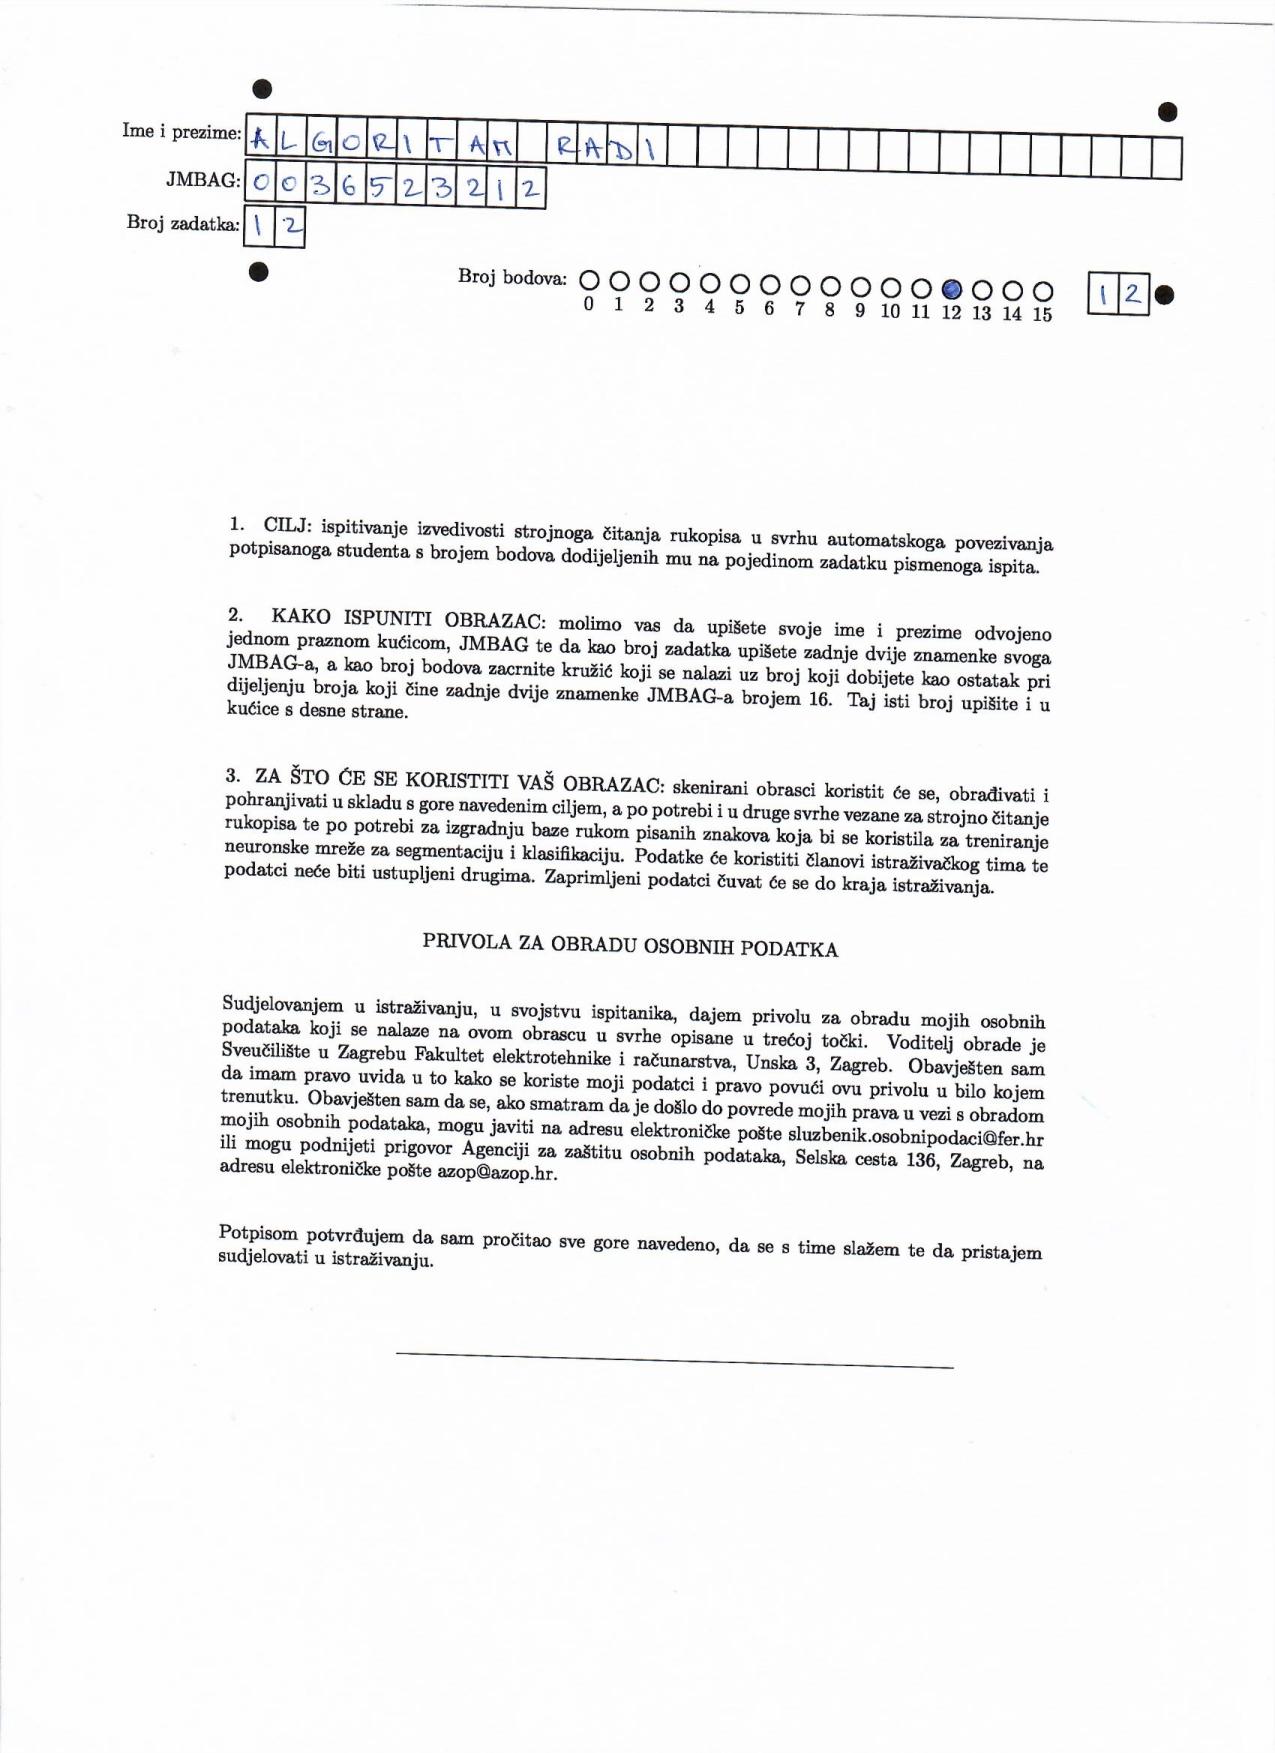 Ime i prezime: ALGORITAM RADI
JMBAG: 0036523212
Broj zadatka: 12
Broj bodova: 12
0 1 2 3 4 5 6 7 8 9 10 11 12 13 14 15
1. CILJ: ispitivanje izvedivosti strojnoga čitanja rukopisa u svrhu automatskoga povezivanja
potpisanoga studenta s brojem bodova dodijeljenih mu na pojedinom zadatku pismenoga ispita.
2. KAKO ISPUNITI OBRAZAC: molimo vas da upišete svoje ime i prezime odvojeno
jednom praznom kućicom, JMBAG te da kao broj zadatka upišete zadnje dvije znamenke svoga
JMBAG-a, a kao broj bodova zacrnite kružić koji se nalazi uz broj koji dobijete kao ostatak pri
dijeljenju broja koji čine zadnje dvije znamenke JMBAG-a brojem 16. Taj isti broj upišite i u
kućice s desne strane.
3. ZA ŠTO ĆE SE KORISTITI VAŠ OBRAZAC: skenirani obrasci koristit će se, obrađivati i
pohranjivati u skladu s gore navedenim ciljem, a po potrebi i u druge svrhe vezane za strojno čitanje
rukopisa te po potrebi za izgradnju baze rukom pisanih znakova koja bi se koristila za treniranje
neuronske mreže za segmentaciju i klasifikaciju. Podatke će koristiti članovi istraživačkog tima te
podatci neće biti ustupljeni drugima. Zaprimljeni podatci čuvat će se do kraja istraživanja.
PRIVOLA ZA OBRADU OSOBNIH PODATKA
Sudjelovanjem u istraživanju, u svojstvu ispitanika, dajem privolu za obradu mojih osobnih
podataka koji se nalaze na ovom obrascu u svrhe opisane u trećoj točki. Voditelj obrade je
Sveučilište u Zagrebu Fakultet elektrotehnike i računarstva, Unska 3, Zagreb. Obavješten sam
da imam pravo uvida u to kako se koriste moji podatci i pravo povući ovu privolu u bilo kojem
trenutku. Obavješten sam da se, ako smatram da je došlo do povrede mojih prava u vezi s obradom
mojih osobnih podataka, mogu javiti na adresu elektroničke pošte sluzbenik.osobnipodaci@fer.hr
ili mogu podnijeti prigovor Agenciji za zaštitu osobnih podataka, Selska cesta 136, Zagreb, na
adresu elektroničke pošte azop@azop.hr.
Potpisom potvrđujem da sam pročitao sve gore navedeno, da se s time slažem te da pristajem
sudjelovati u istraživanju.